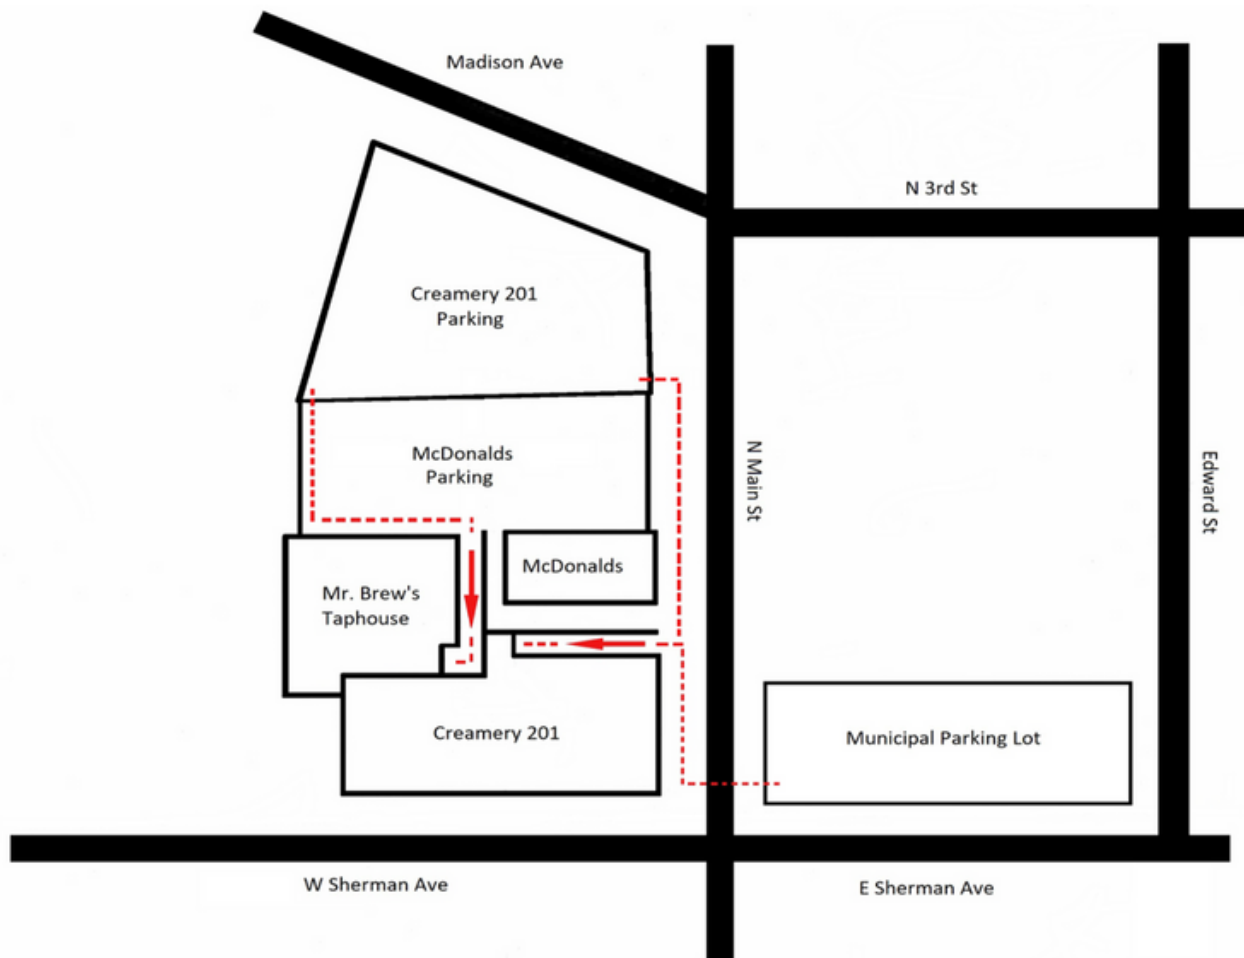 Madison Ave
N 3rd St
Creamery 201
Parking
McDonalds
Parking
N Main St
Edward St
McDonalds
Mr. Brew's
Taphouse
Creamery 201
Municipal Parking Lot
W Sherman Ave
E Sherman Ave